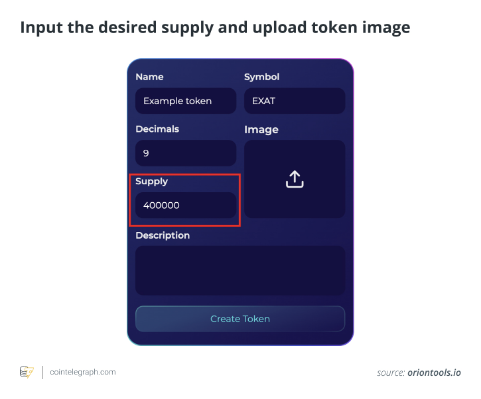 Input the desired supply and upload token image
Name
Symbol
Example token
EXAT
Decimals
Image
9
Supply
400000
Description
Create Token
cointelegraph.com
source: oriontools.io